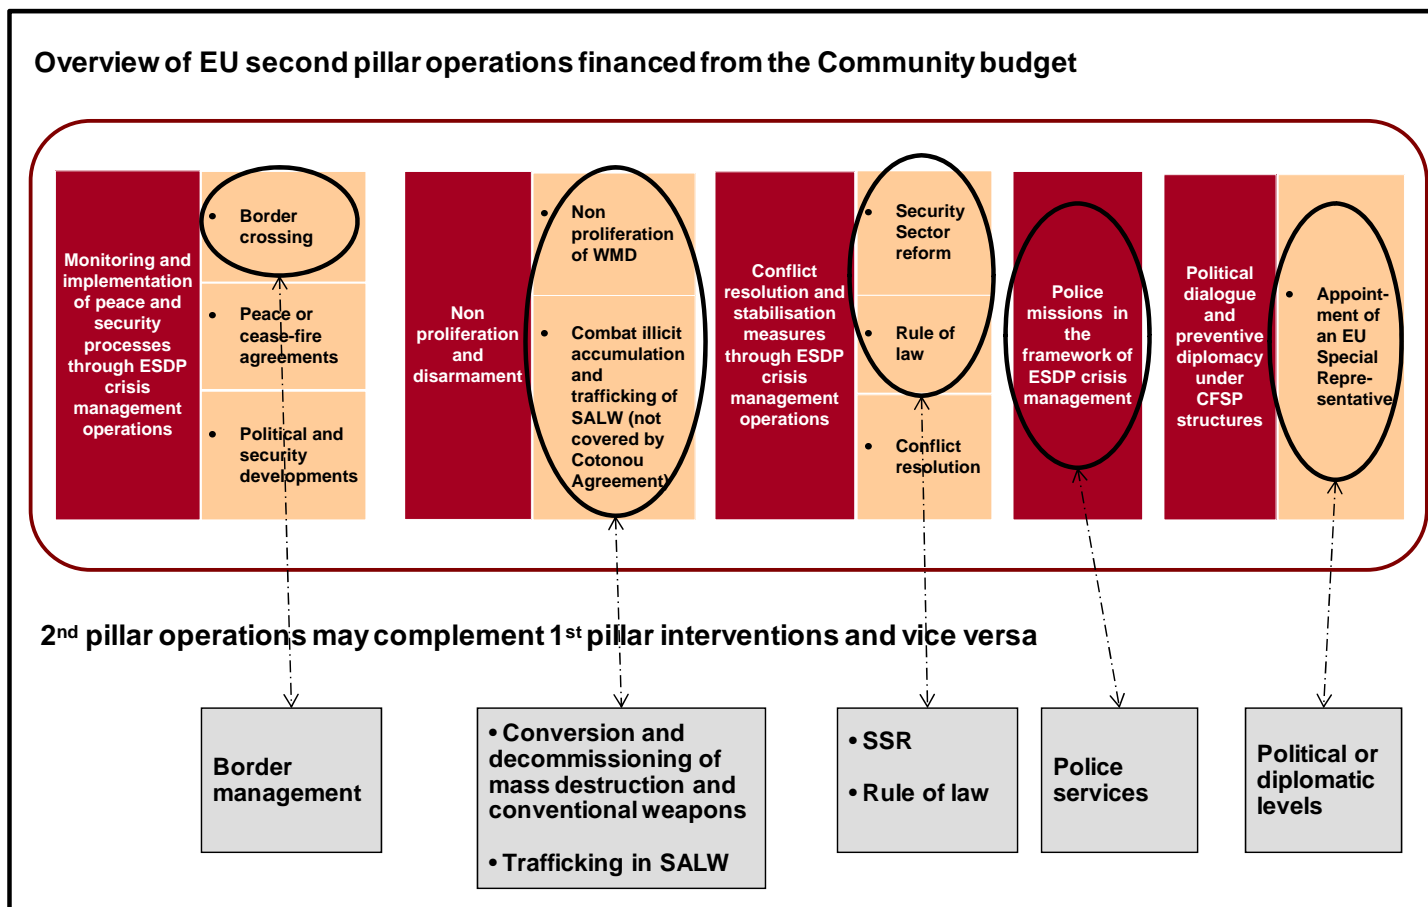 Overview of EU second pillar operations financed from the Community budget
Monitoring and
implementation
of peace and
security
processes
through ESDP
crisis
management
operations
• Border
crossing
• Peace or
cease-fire
agreements
• Political and
security
developments
Non
proliferation
and
disarmament
• Non
proliferation
of WMD
• Combat illicit
accumulation
and
trafficking of
SALW (not
covered by
Cotonou
Agreement)
Conflict
resolution and
stabilisation
measures
through ESDP
crisis
management
operations
• Security
Sector
reform
• Rule of
law
• Conflict
resolution
Police
missions in
the
framework of
ESDP crisis
management
Political
dialogue
and
preventive
diplomacy
under
CFSP
structures
• Appoint-
ment of
an EU
Special
Repre-
sentative
2nd pillar operations may complement 1st pillar interventions and vice versa
Border
management
• Conversion and
decommissioning of
mass destruction and
conventional weapons
• Trafficking in SALW
• SSR
• Rule of law
Police
services
Political or
diplomatic
levels